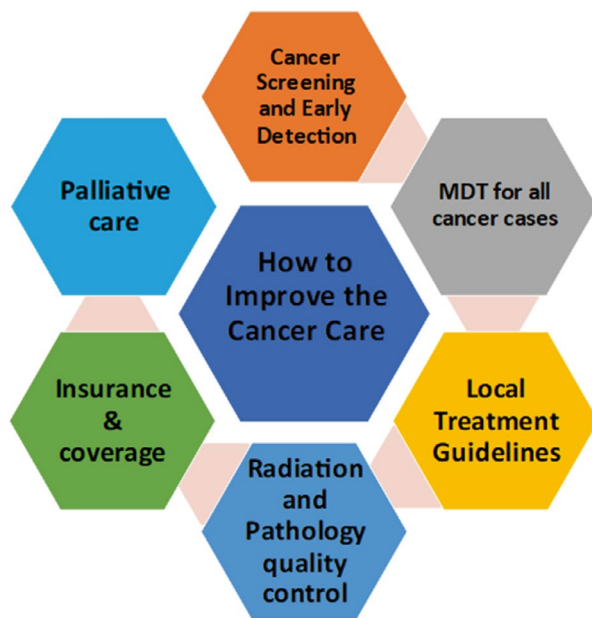 Cancer
Screening
and Early
Detection
MDT for all
cancer cases
Local
Treatment
Guidelines
Radiation
and
Pathology
quality
control
Insurance
&
coverage
Palliative
care
How to
Improve the
Cancer Care